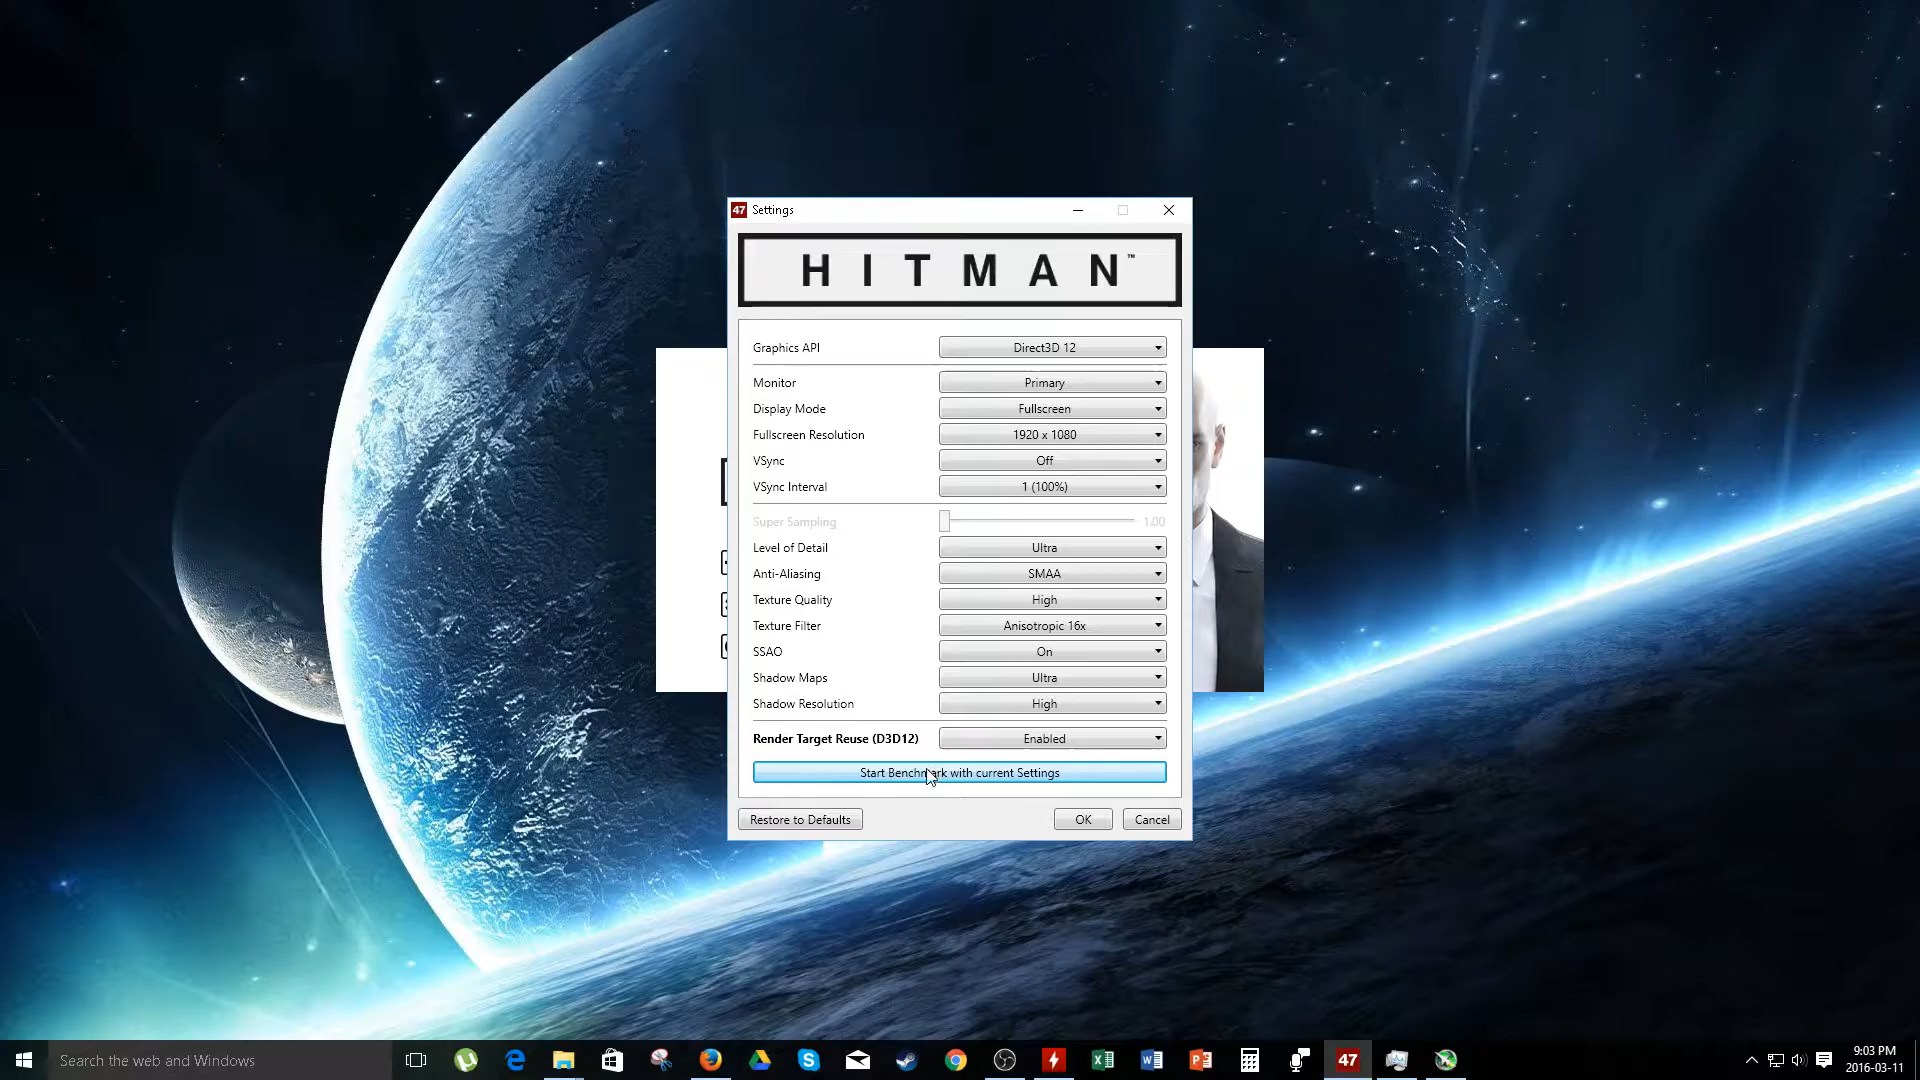 47 Settings
HITMAN™
Graphics API Direct3D 12
Monitor Primary
Display Mode Fullscreen
Fullscreen Resolution 1920 x 1080
VSync Off
VSync Interval 1 (100%)
Super Sampling 1.00
Level of Detail Ultra
Anti-Aliasing SMAA
Texture Quality High
Texture Filter Anisotropic 16x
SSAO On
Shadow Maps Ultra
Shadow Resolution High
Render Target Reuse (D3D12) Enabled
Start Benchmark with current Settings
Restore to Defaults OK Cancel
Search the web and Windows
47
9:03 PM
2016-03-11